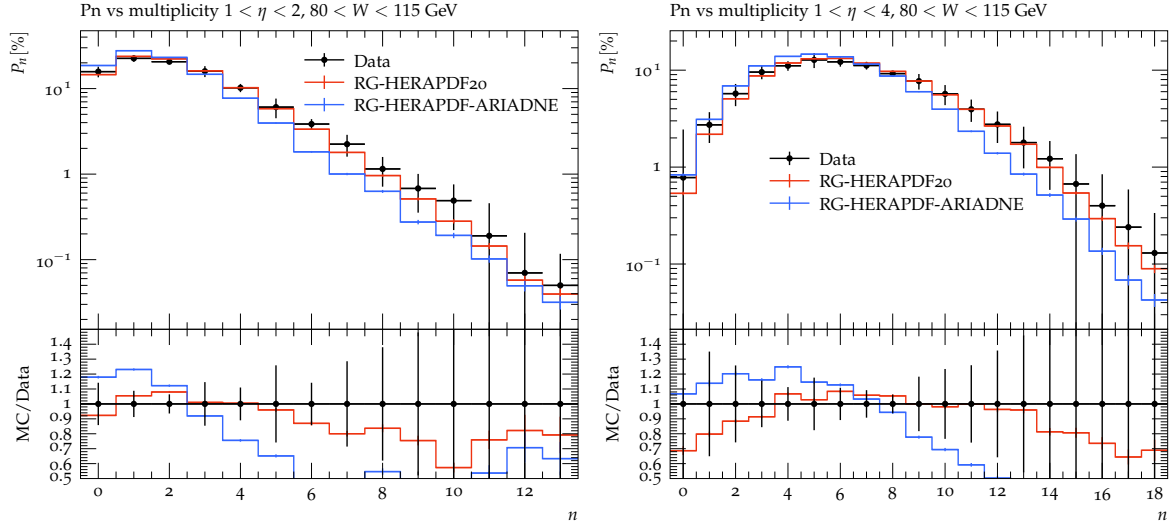 Pn vs multiplicity 1 < η < 2, 80 < W < 115 GeV
Pn [%]
10^1
1
10^−1
Data
RG-HERAPDF20
RG-HERAPDF-ARIADNE
MC/Data
1.4
1.3
1.2
1.1
1
0.9
0.8
0.7
0.6
0.5
0 2 4 6 8 10 12
n
Pn vs multiplicity 1 < η < 4, 80 < W < 115 GeV
Pn [%]
10^1
1
10^−1
Data
RG-HERAPDF20
RG-HERAPDF-ARIADNE
MC/Data
1.4
1.3
1.2
1.1
1
0.9
0.8
0.7
0.6
0.5
0 2 4 6 8 10 12 14 16 18
n